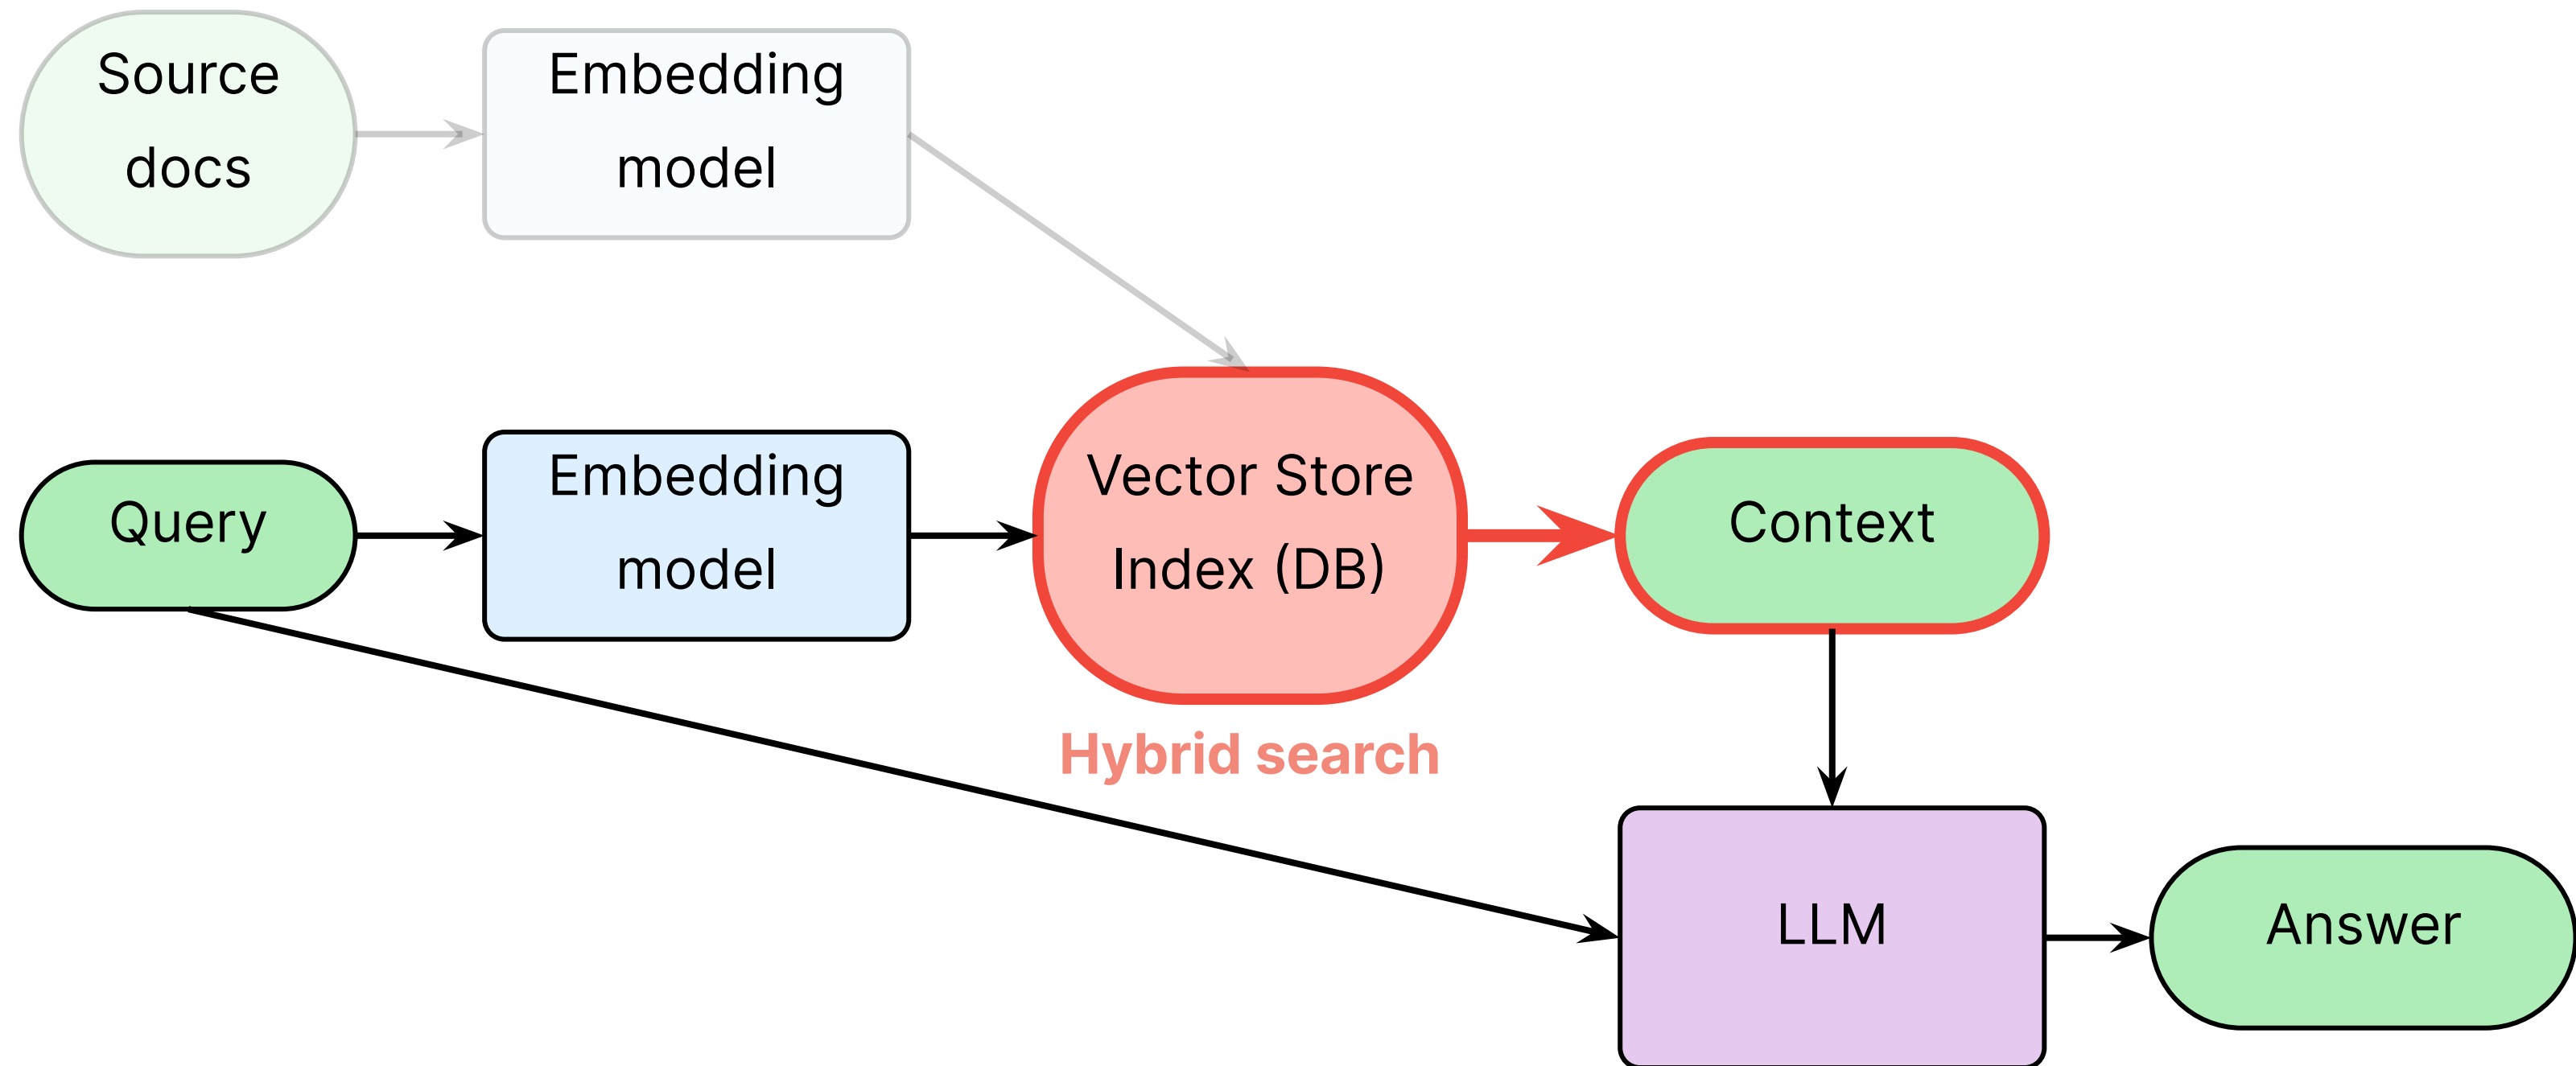 Source
docs
Embedding
model
Query
Embedding
model
Vector Store
Index (DB)
Context
Hybrid search
LLM
Answer